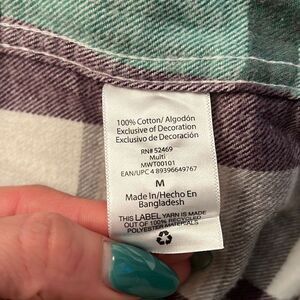 100% Cotton/ Algodón
Exclusive of Decoration
Exclusivo de Decoración
RN# 52469
Multi
MWT00101
EAN/UPC 4 89396649767
M
Made In/Hecho En
Bangladesh
THIS LABEL YARN IS MADE
OUT OF 100% RECYCLED
POLYESTER MATERIALS